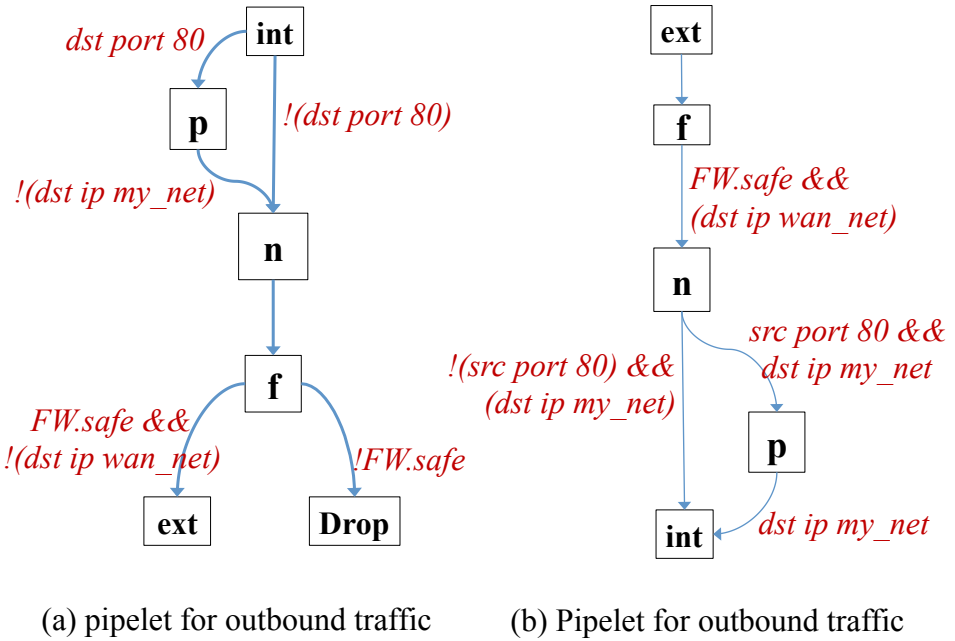 int
dst port 80
p
!(dst port 80)
!(dst ip my_net)
n
f
FW.safe &&
!(dst ip wan_net)
!FW.safe
ext
Drop
(a) pipelet for outbound traffic
ext
f
FW.safe &&
(dst ip wan_net)
n
src port 80 &&
dst ip my_net
!(src port 80) &&
(dst ip my_net)
p
dst ip my_net
int
(b) Pipelet for outbound traffic